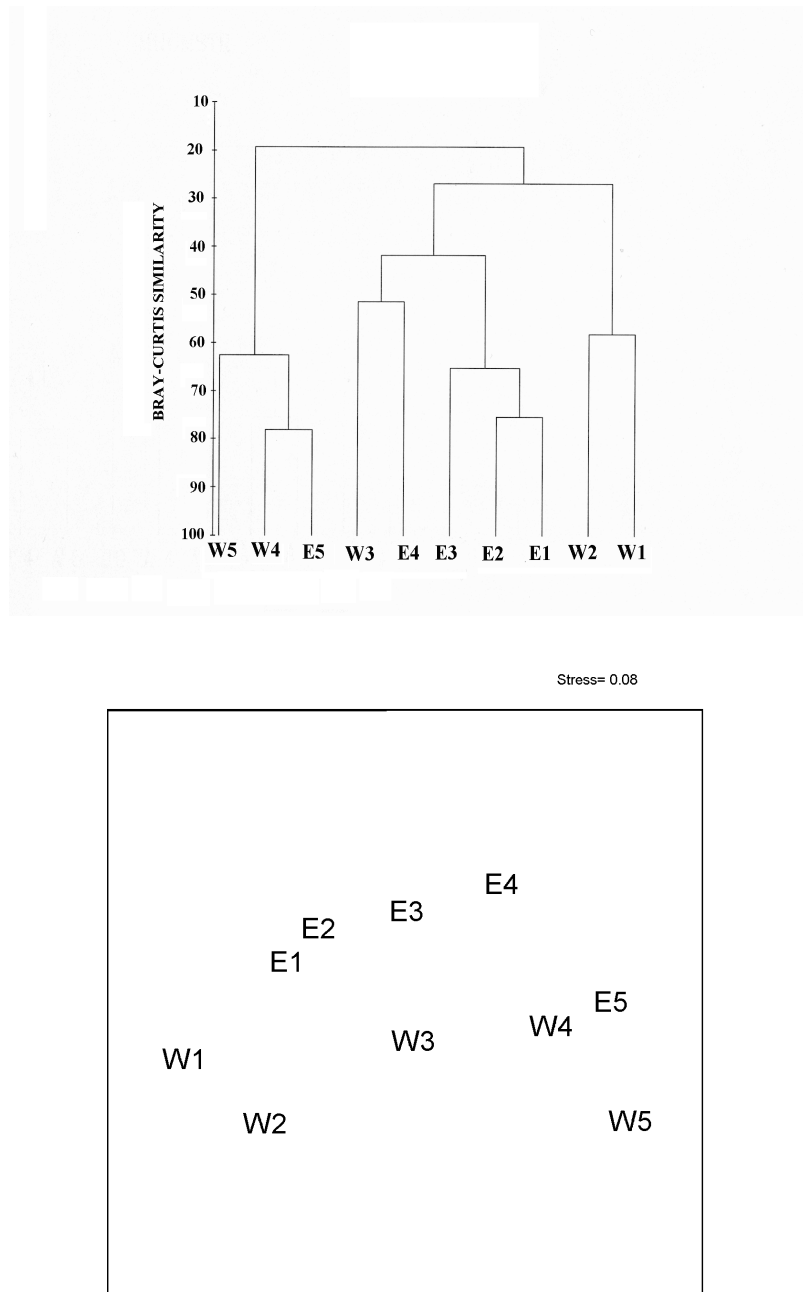 10
20
30
40
50
60
70
80
90
100
BRAY-CURTIS SIMILARITY
W5 W4 E5 W3 E4 E3 E2 E1 W2 W1
Stress= 0.08
E4
E3
E2
E1
E5
W4
W3
W1
W2
W5